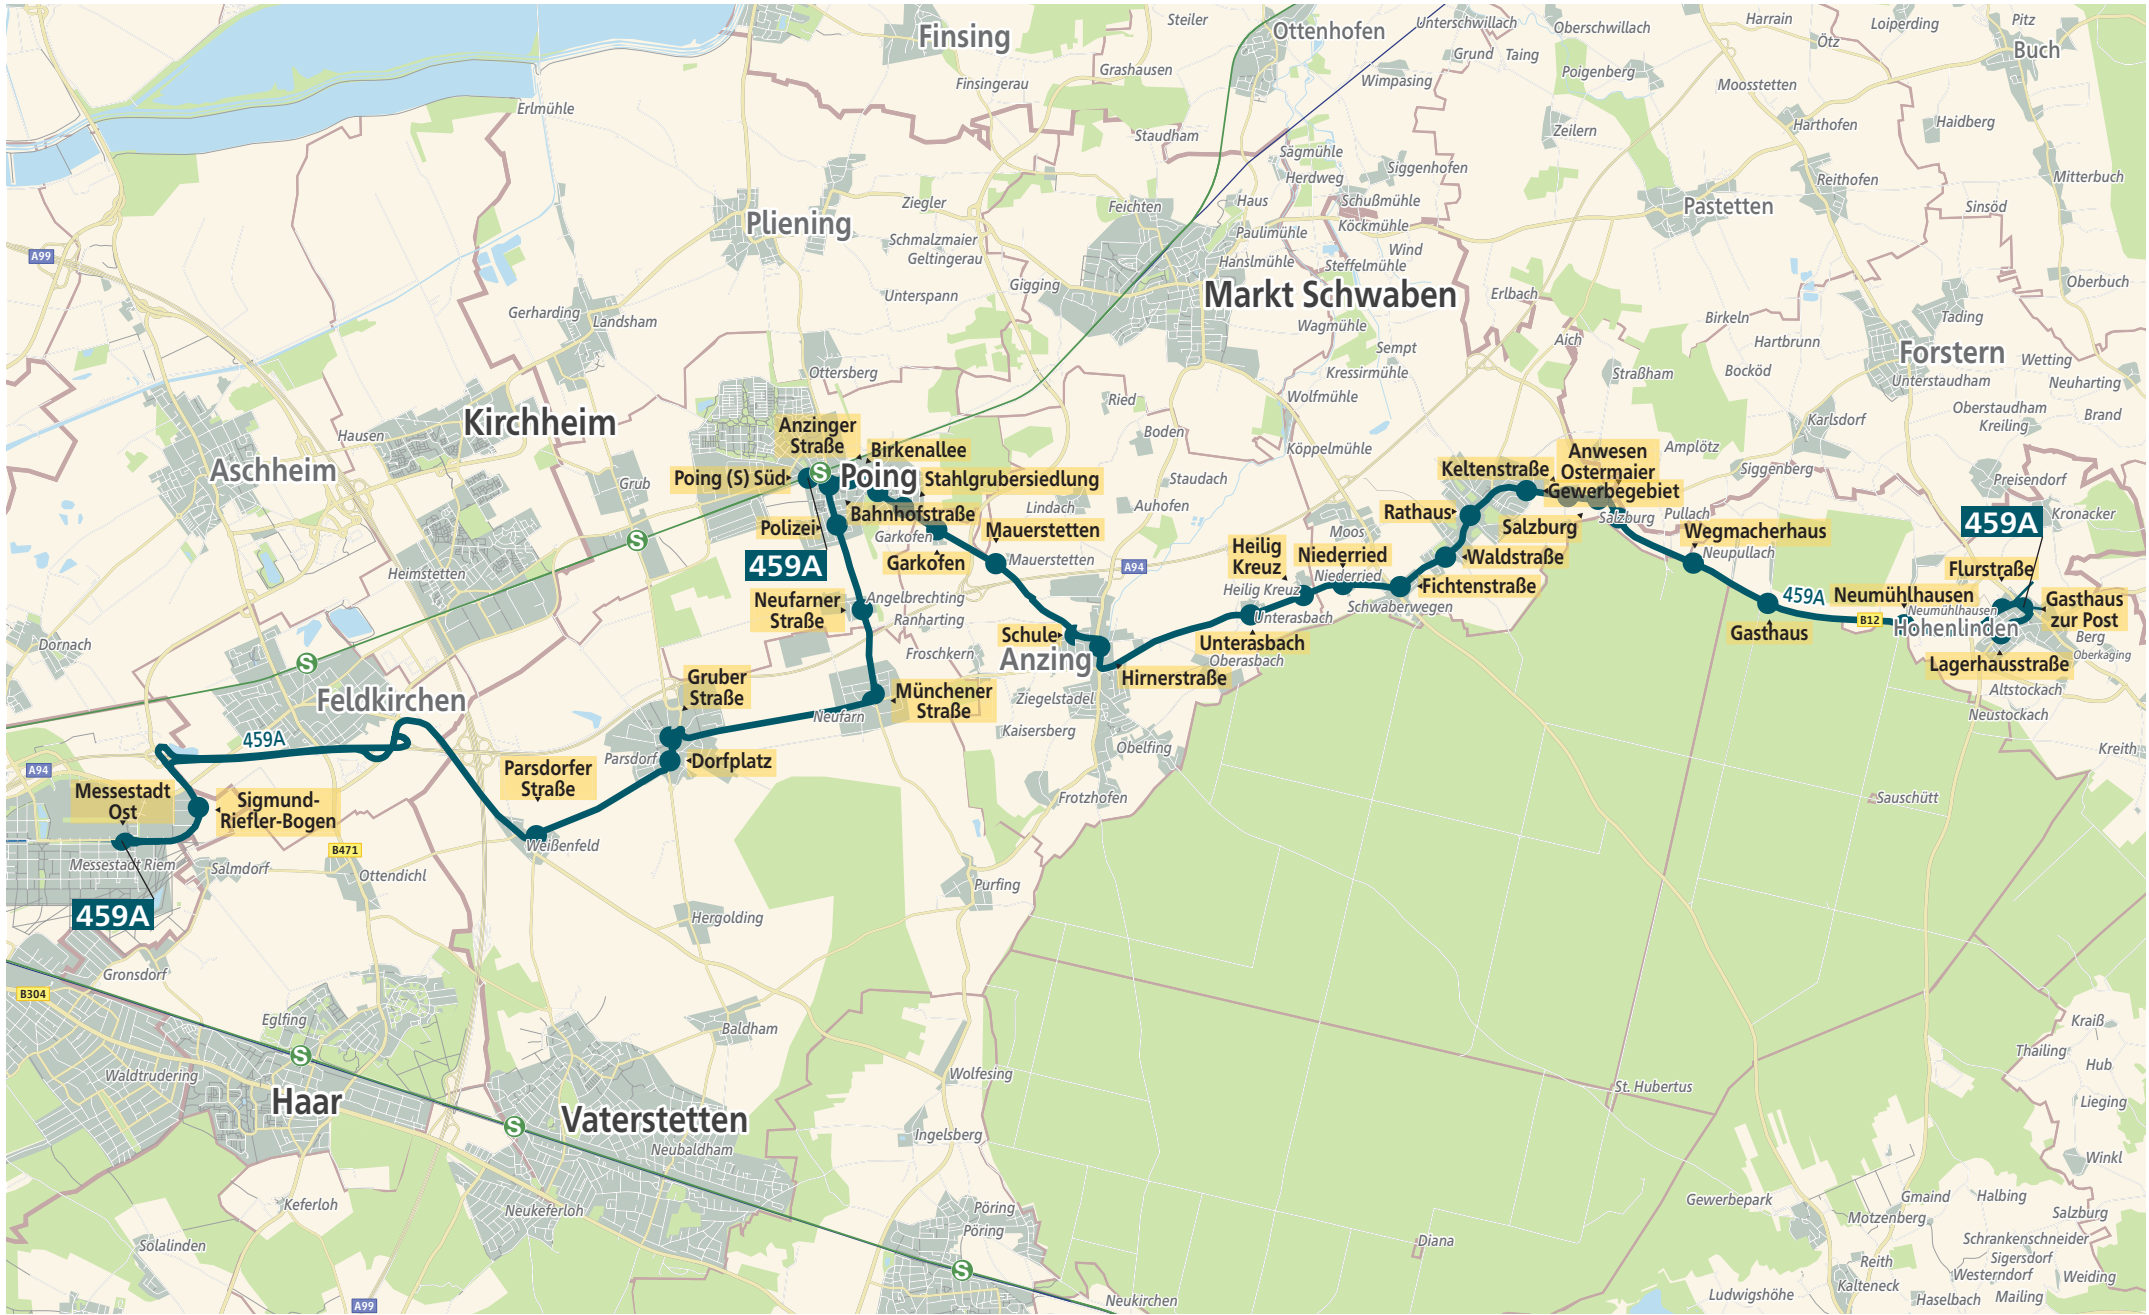 Steiler
Finsing
Ottenhofen
Unterschwillach
Oberschwillach
Harrain
Loiperding
Pitz
Buch
Ötz
Grund
Taing
Grashausen
Finsingerau
Wimpasing
Poigenberg
Moosstetten
Erlmühle
Staudham
Zeilern
Harthofen
Haidberg
Sägmühle
Herdweg
Siggenhofen
Reithofen
Mitterbuch
Pliening
Ziegler
Feichten
Haus
Schußmühle
Pastetten
Sinsöd
Schmalzmaier
Geltingerau
Paulimühle
Köckmühle
Wind
A99
Hanslmühle
Steffelmühle
Gigging
Unterspann
Markt Schwaben
Erlbach
Oberbuch
Gerharding
Landsham
Wagmühle
Birkeln
Tading
Sempt
Aich
Hartbrunn
Forstern
Wetting
Ottersberg
Kressirmühle
Straßham
Bocköd
Unterstaudham
Neuharting
Kirchheim
Ried
Wolfmühle
Oberstaudham
Kreiling
Brand
Hausen
Anzinger
Straße
Birkenallee
Boden
Köppelmühle
Karlsdorf
Amplötz
Aschheim
Grub
Poing (S) Süd
S
Poing
Stahlgrubersiedlung
Staudach
Keltenstraße
Anwesen
Ostermaier
Gewerbegebiet
Siggenberg
Preisendorf
Bahnhofstraße
Lindach
Auhofen
Rathaus
Salzburg
Salzburg
Pullach
459A
Kronacker
Polizei
Garkofen
Mauerstetten
Moos
Wegmacherhaus
S
Garkofen
Mauerstetten
A94
Heilig
Kreuz
Niederried
Waldstraße
Neupullach
459A
Heimstetten
Niederried
Fichtenstraße
Flurstraße
Neufarner
Straße
Angelbrechting
Heilig Kreuz
Schwaberwegen
459A
Neumühlhausen
Gasthaus
zur Post
Ranharting
Unterasbach
B12
Neumühlhausen
Hohenlinden
Dornach
Schule
Unterasbach
Gasthaus
Berg
Froschkern
Anzing
Oberasbach
Lagerhausstraße
Oberkaging
S
Hirnerstraße
Gruber
Straße
Münchener
Straße
Ziegelstadel
Altstockach
Feldkirchen
Neufarn
Kaisersberg
Neustockach
459A
Obelfing
Kreith
Parsdorf
Dorfplatz
A94
Parsdorfer
Straße
Messestadt
Ost
Sigmund-
Riefler-Bogen
Frotzhofen
Sauschütt
Weißenfeld
B471
Messestadt Riem
Salmdorf
Ottendichl
Purfing
459A
Hergolding
Gronsdorf
B304
Eglfing
Baldham
Kraiß
S
Thailing
Hub
Waldtrudering
Wolfesing
St. Hubertus
Haar
Lieging
Vaterstetten
S
Ingelsberg
Neubaldham
Winkl
Keferloh
Neukeferloh
Pöring
Pöring
Gewerbepark
Gmaind
Halbing
Motzenberg
Salzburg
Solalinden
Diana
Schrankenschneider
S
Reith
Sigersdorf
Westerndorf
Weiding
Kalteneck
A99
Neukirchen
Ludwigshöhe
Haselbach
Mailing